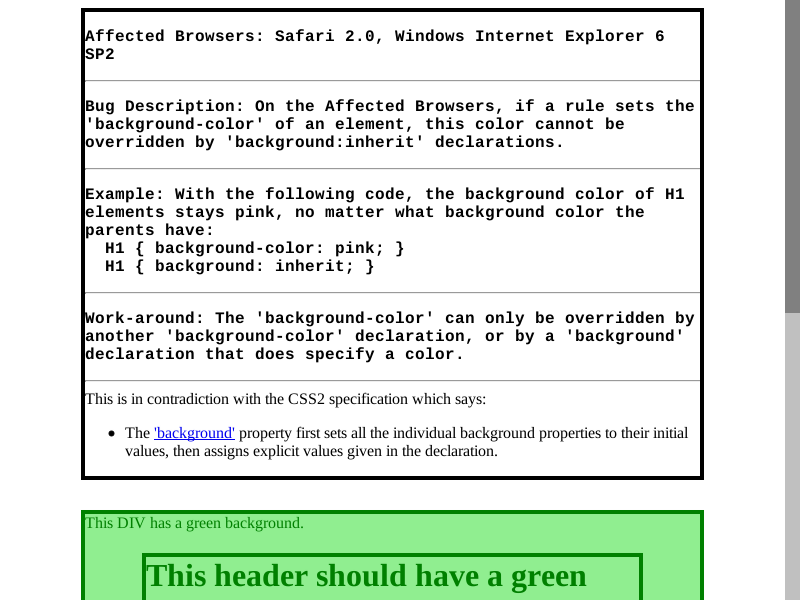 Affected Browsers: Safari 2.0, Windows Internet Explorer 6
SP2
Bug Description: On the Affected Browsers, if a rule sets the
'background-color' of an element, this color cannot be
overridden by 'background:inherit' declarations.
Example: With the following code, the background color of H1
elements stays pink, no matter what background color the
parents have:
  H1 { background-color: pink; }
  H1 { background: inherit; }
Work-around: The 'background-color' can only be overridden by
another 'background-color' declaration, or by a 'background'
declaration that does specify a color.
This is in contradiction with the CSS2 specification which says:
• The 'background' property first sets all the individual background properties to their initial
values, then assigns explicit values given in the declaration.
This DIV has a green background.
This header should have a green